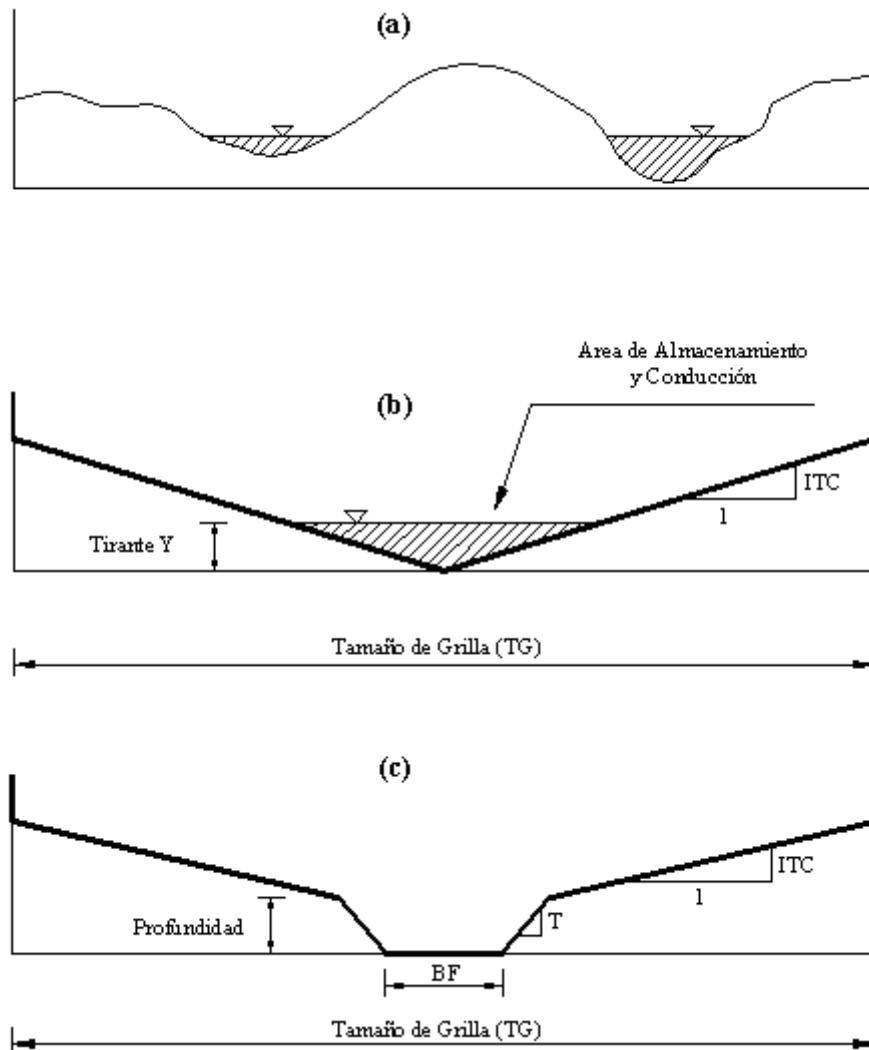 (a)
Area de Almacenamiento
y Conducción
(b)
ITC
1
Tirante Y
Tamaño de Grilla (TG)
(c)
ITC
1
T
Profundidad
BF
Tamaño de Grilla (TG)